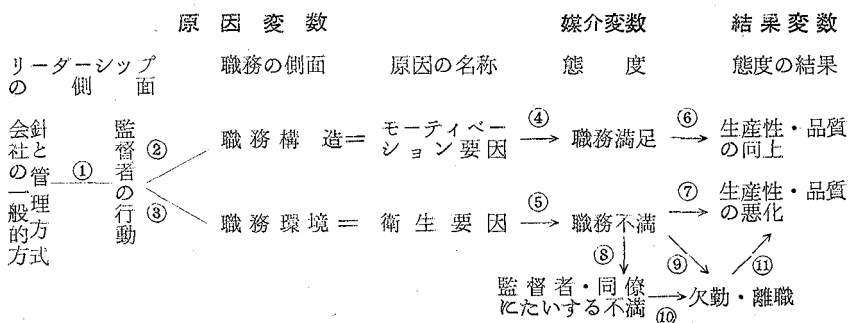 原因変数 媒介変数 結果変数
リーダーシップの側面 職務の側面 原因の名称 態度 態度の結果
会社の一般的方針と管理方式
①
監督者の行動
②
③
職務構造＝モーティベーション要因 ④ 職務満足 ⑥ 生産性・品質の向上
職務環境＝衛生要因 ⑤ 職務不満 ⑦ 生産性・品質の悪化
⑧ ⑨ ⑪
監督者・同僚にたいする不満 ⑩ 欠勤・離職